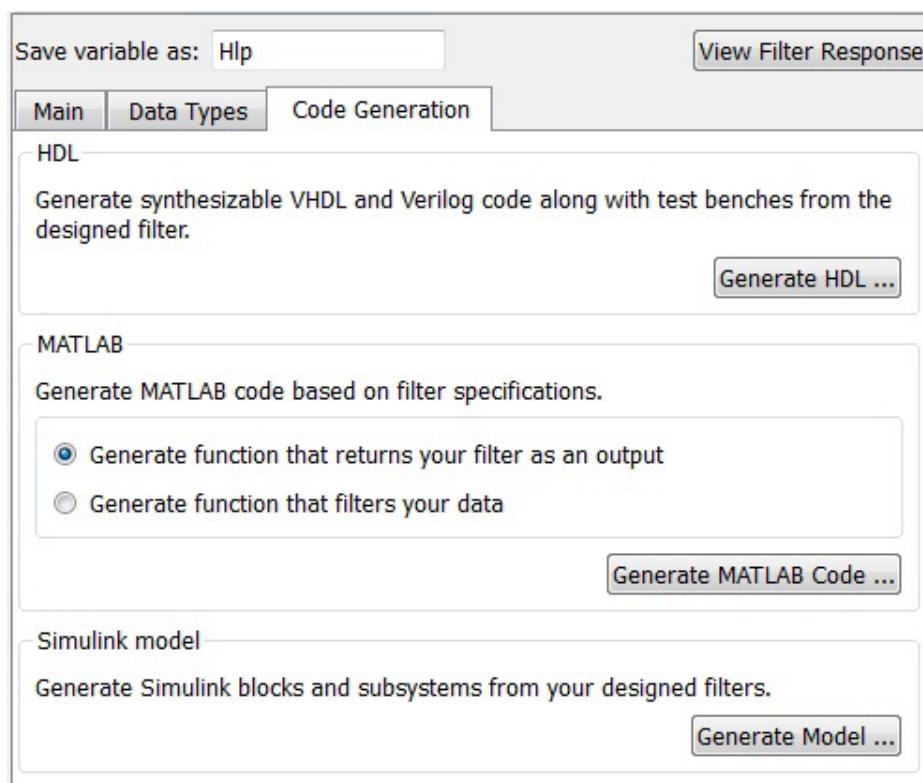 Save variable as: Hlp View Filter Response
Main Data Types Code Generation
HDL
Generate synthesizable VHDL and Verilog code along with test benches from the
designed filter.
Generate HDL ...
MATLAB
Generate MATLAB code based on filter specifications.
Generate function that returns your filter as an output
Generate function that filters your data
Generate MATLAB Code ...
Simulink model
Generate Simulink blocks and subsystems from your designed filters.
Generate Model ...